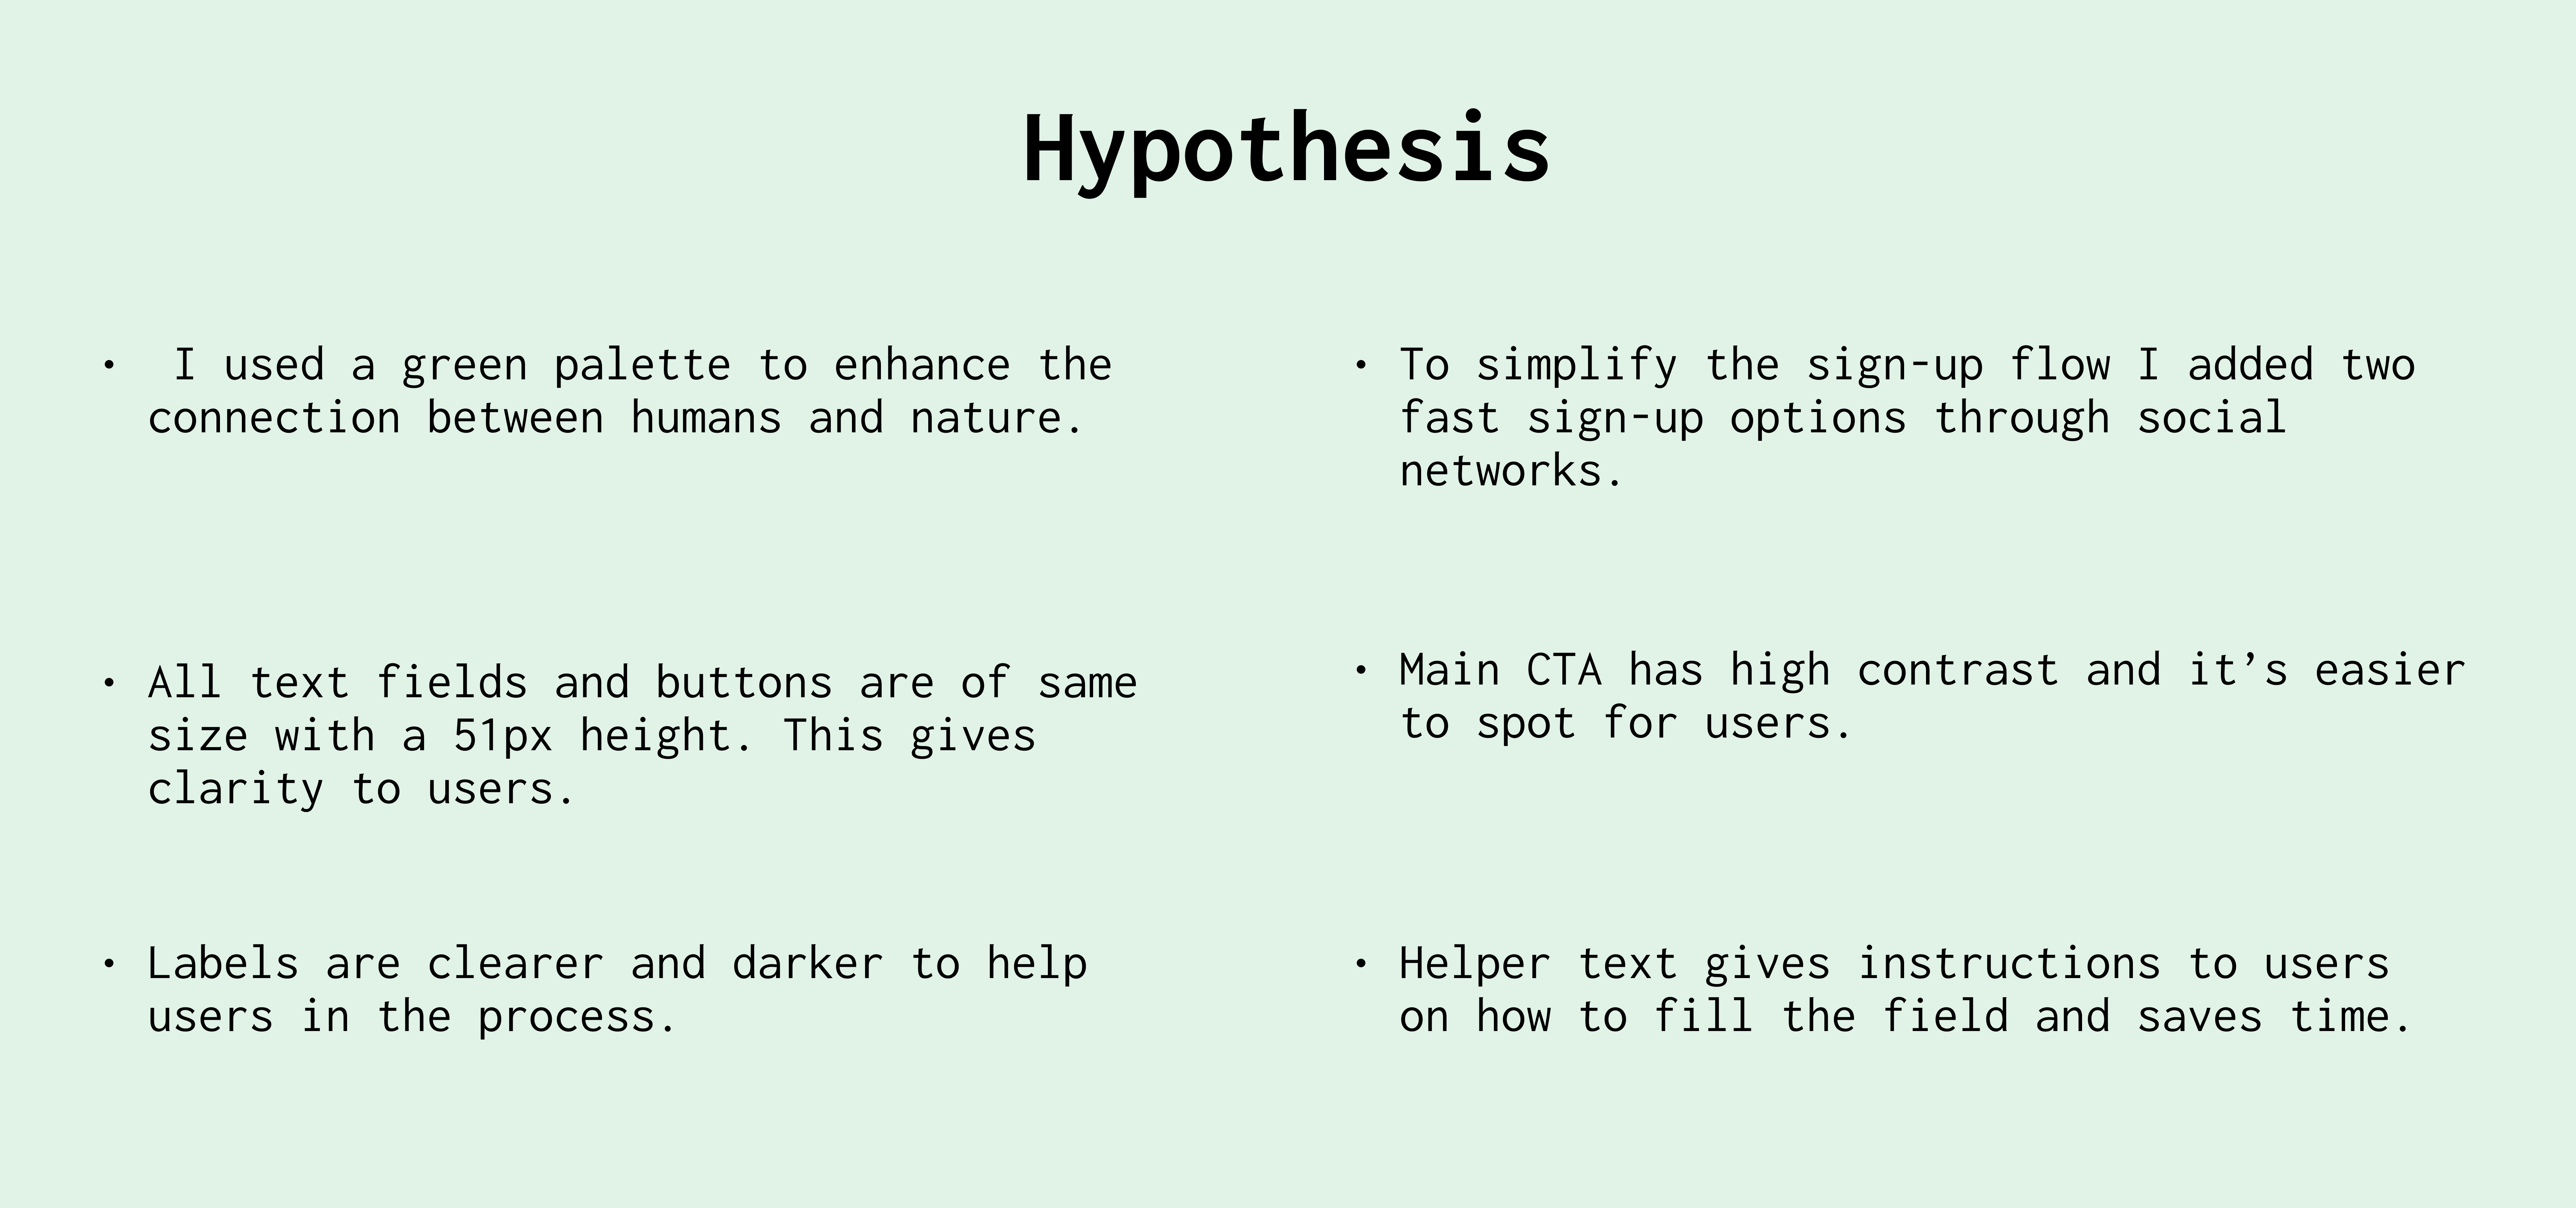 Hypothesis
• I used a green palette to enhance the
connection between humans and nature.
• All text fields and buttons are of same
size with a 51px height. This gives
clarity to users.
• Labels are clearer and darker to help
users in the process.
• To simplify the sign-up flow I added two
fast sign-up options through social
networks.
• Main CTA has high contrast and it’s easier
to spot for users.
• Helper text gives instructions to users
on how to fill the field and saves time.